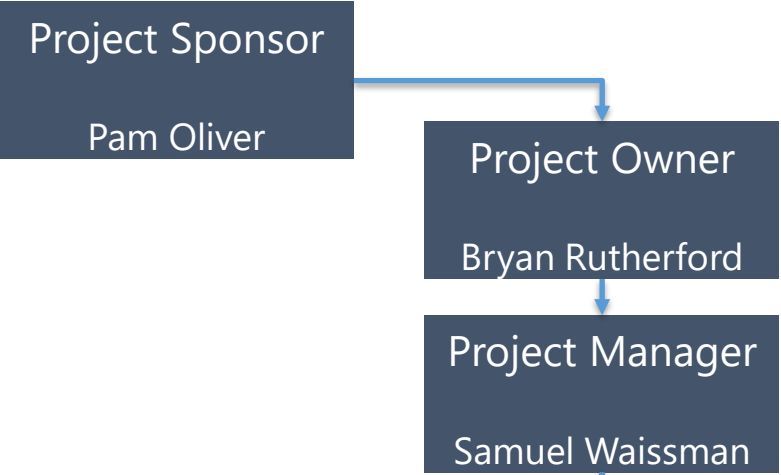 Project Sponsor
Pam Oliver
Project Owner
Bryan Rutherford
Project Manager
Samuel Waissman